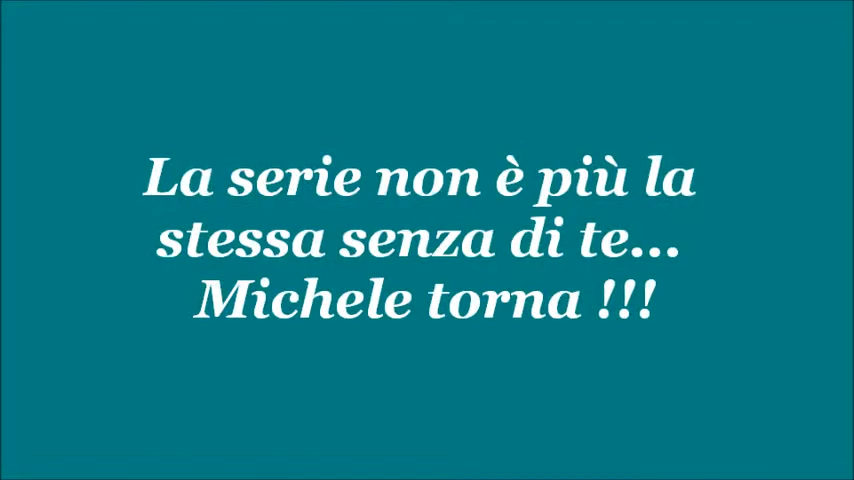 La serie non è più la
stessa senza di te...
Michele torna !!!